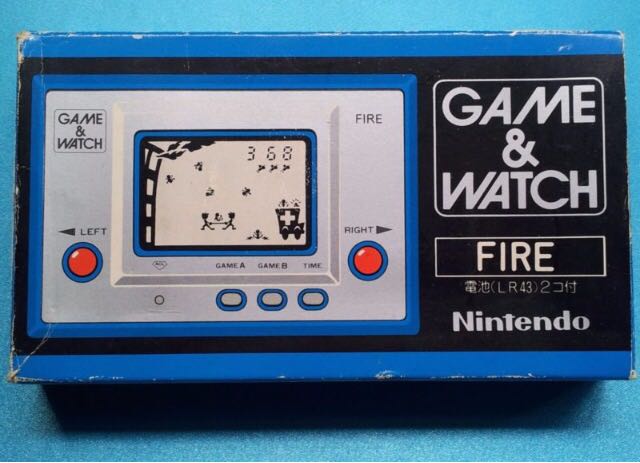 GAME
&
WATCH
FIRE
368
◀ LEFT
RIGHT ▶
ACL
GAME A GAME B TIME
GAME
&
WATCH
FIRE
電池(LR43)2コ付
Nintendo